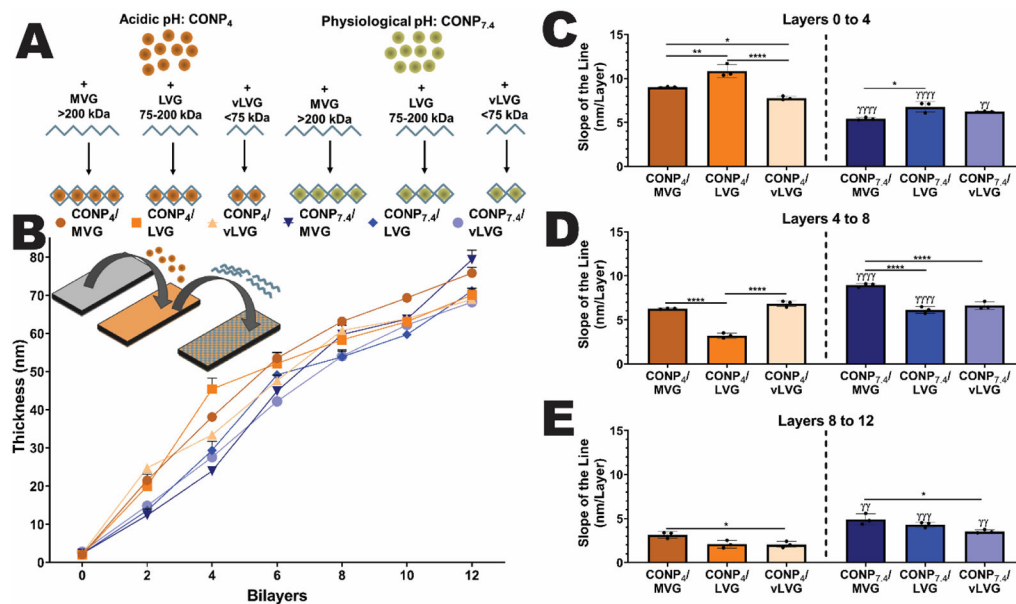 A
Acidic pH: CONP4
Physiological pH: CONP7.4
+
MVG
>200 kDa
+
LVG
75-200 kDa
+
vLVG
<75 kDa
+
MVG
>200 kDa
+
LVG
75-200 kDa
+
vLVG
<75 kDa
CONP4/
MVG
CONP4/
LVG
CONP4/
vLVG
CONP7.4/
MVG
CONP7.4/
LVG
CONP7.4/
vLVG
B
Thickness (nm)
80
70
60
50
40
30
20
10
0
0 2 4 6 8 10 12
Bilayers
C
Layers 0 to 4
Slope of the Line
(nm/Layer)
15
10
5
0
*
** ****
*
γγγγ γγγγ γγ
CONP4/
MVG
CONP4/
LVG
CONP4/
vLVG
CONP7.4/
MVG
CONP7.4/
LVG
CONP7.4/
vLVG
D
Layers 4 to 8
Slope of the Line
(nm/Layer)
15
10
5
0
**** ****
****
****
γγγγ γγγγ
CONP4/
MVG
CONP4/
LVG
CONP4/
vLVG
CONP7.4/
MVG
CONP7.4/
LVG
CONP7.4/
vLVG
E
Layers 8 to 12
Slope of the Line
(nm/Layer)
15
10
5
0
*
*
γγ γγγ γγ
CONP4/
MVG
CONP4/
LVG
CONP4/
vLVG
CONP7.4/
MVG
CONP7.4/
LVG
CONP7.4/
vLVG